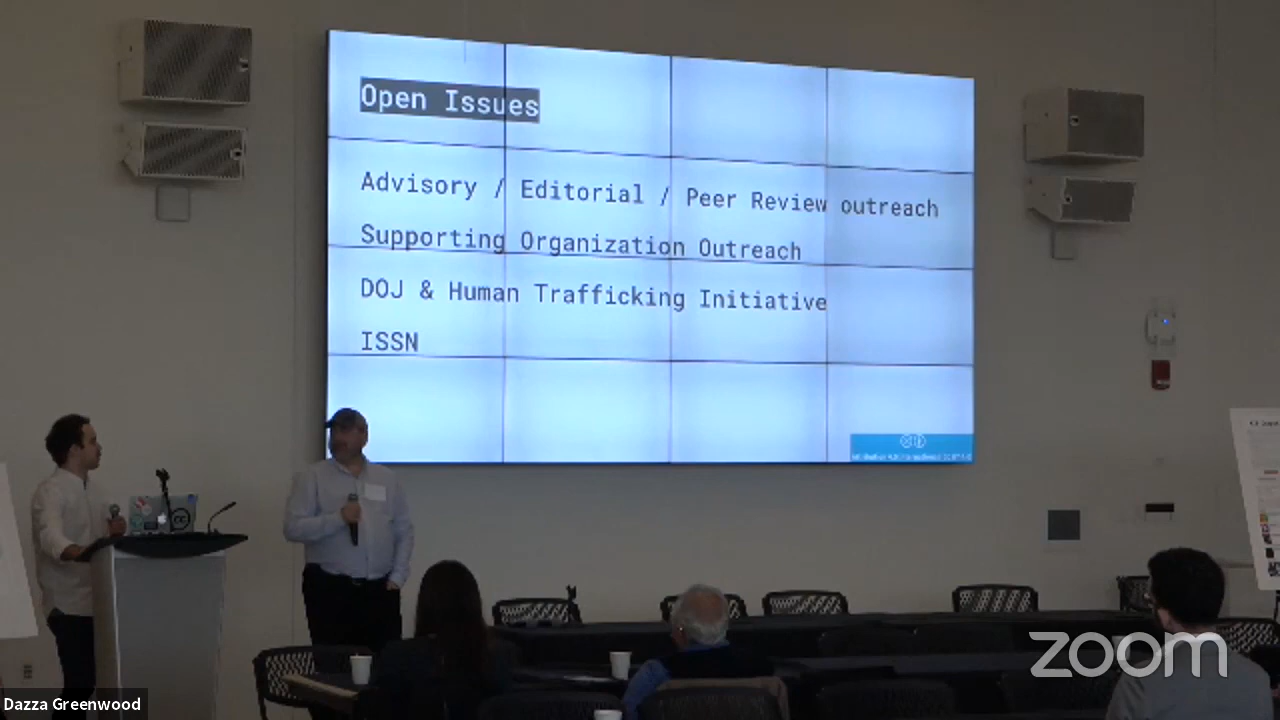 Open Issues
Advisory / Editorial / Peer Review outreach
Supporting Organization Outreach
DOJ & Human Trafficking Initiative
ISSN
zoom
Dazza Greenwood